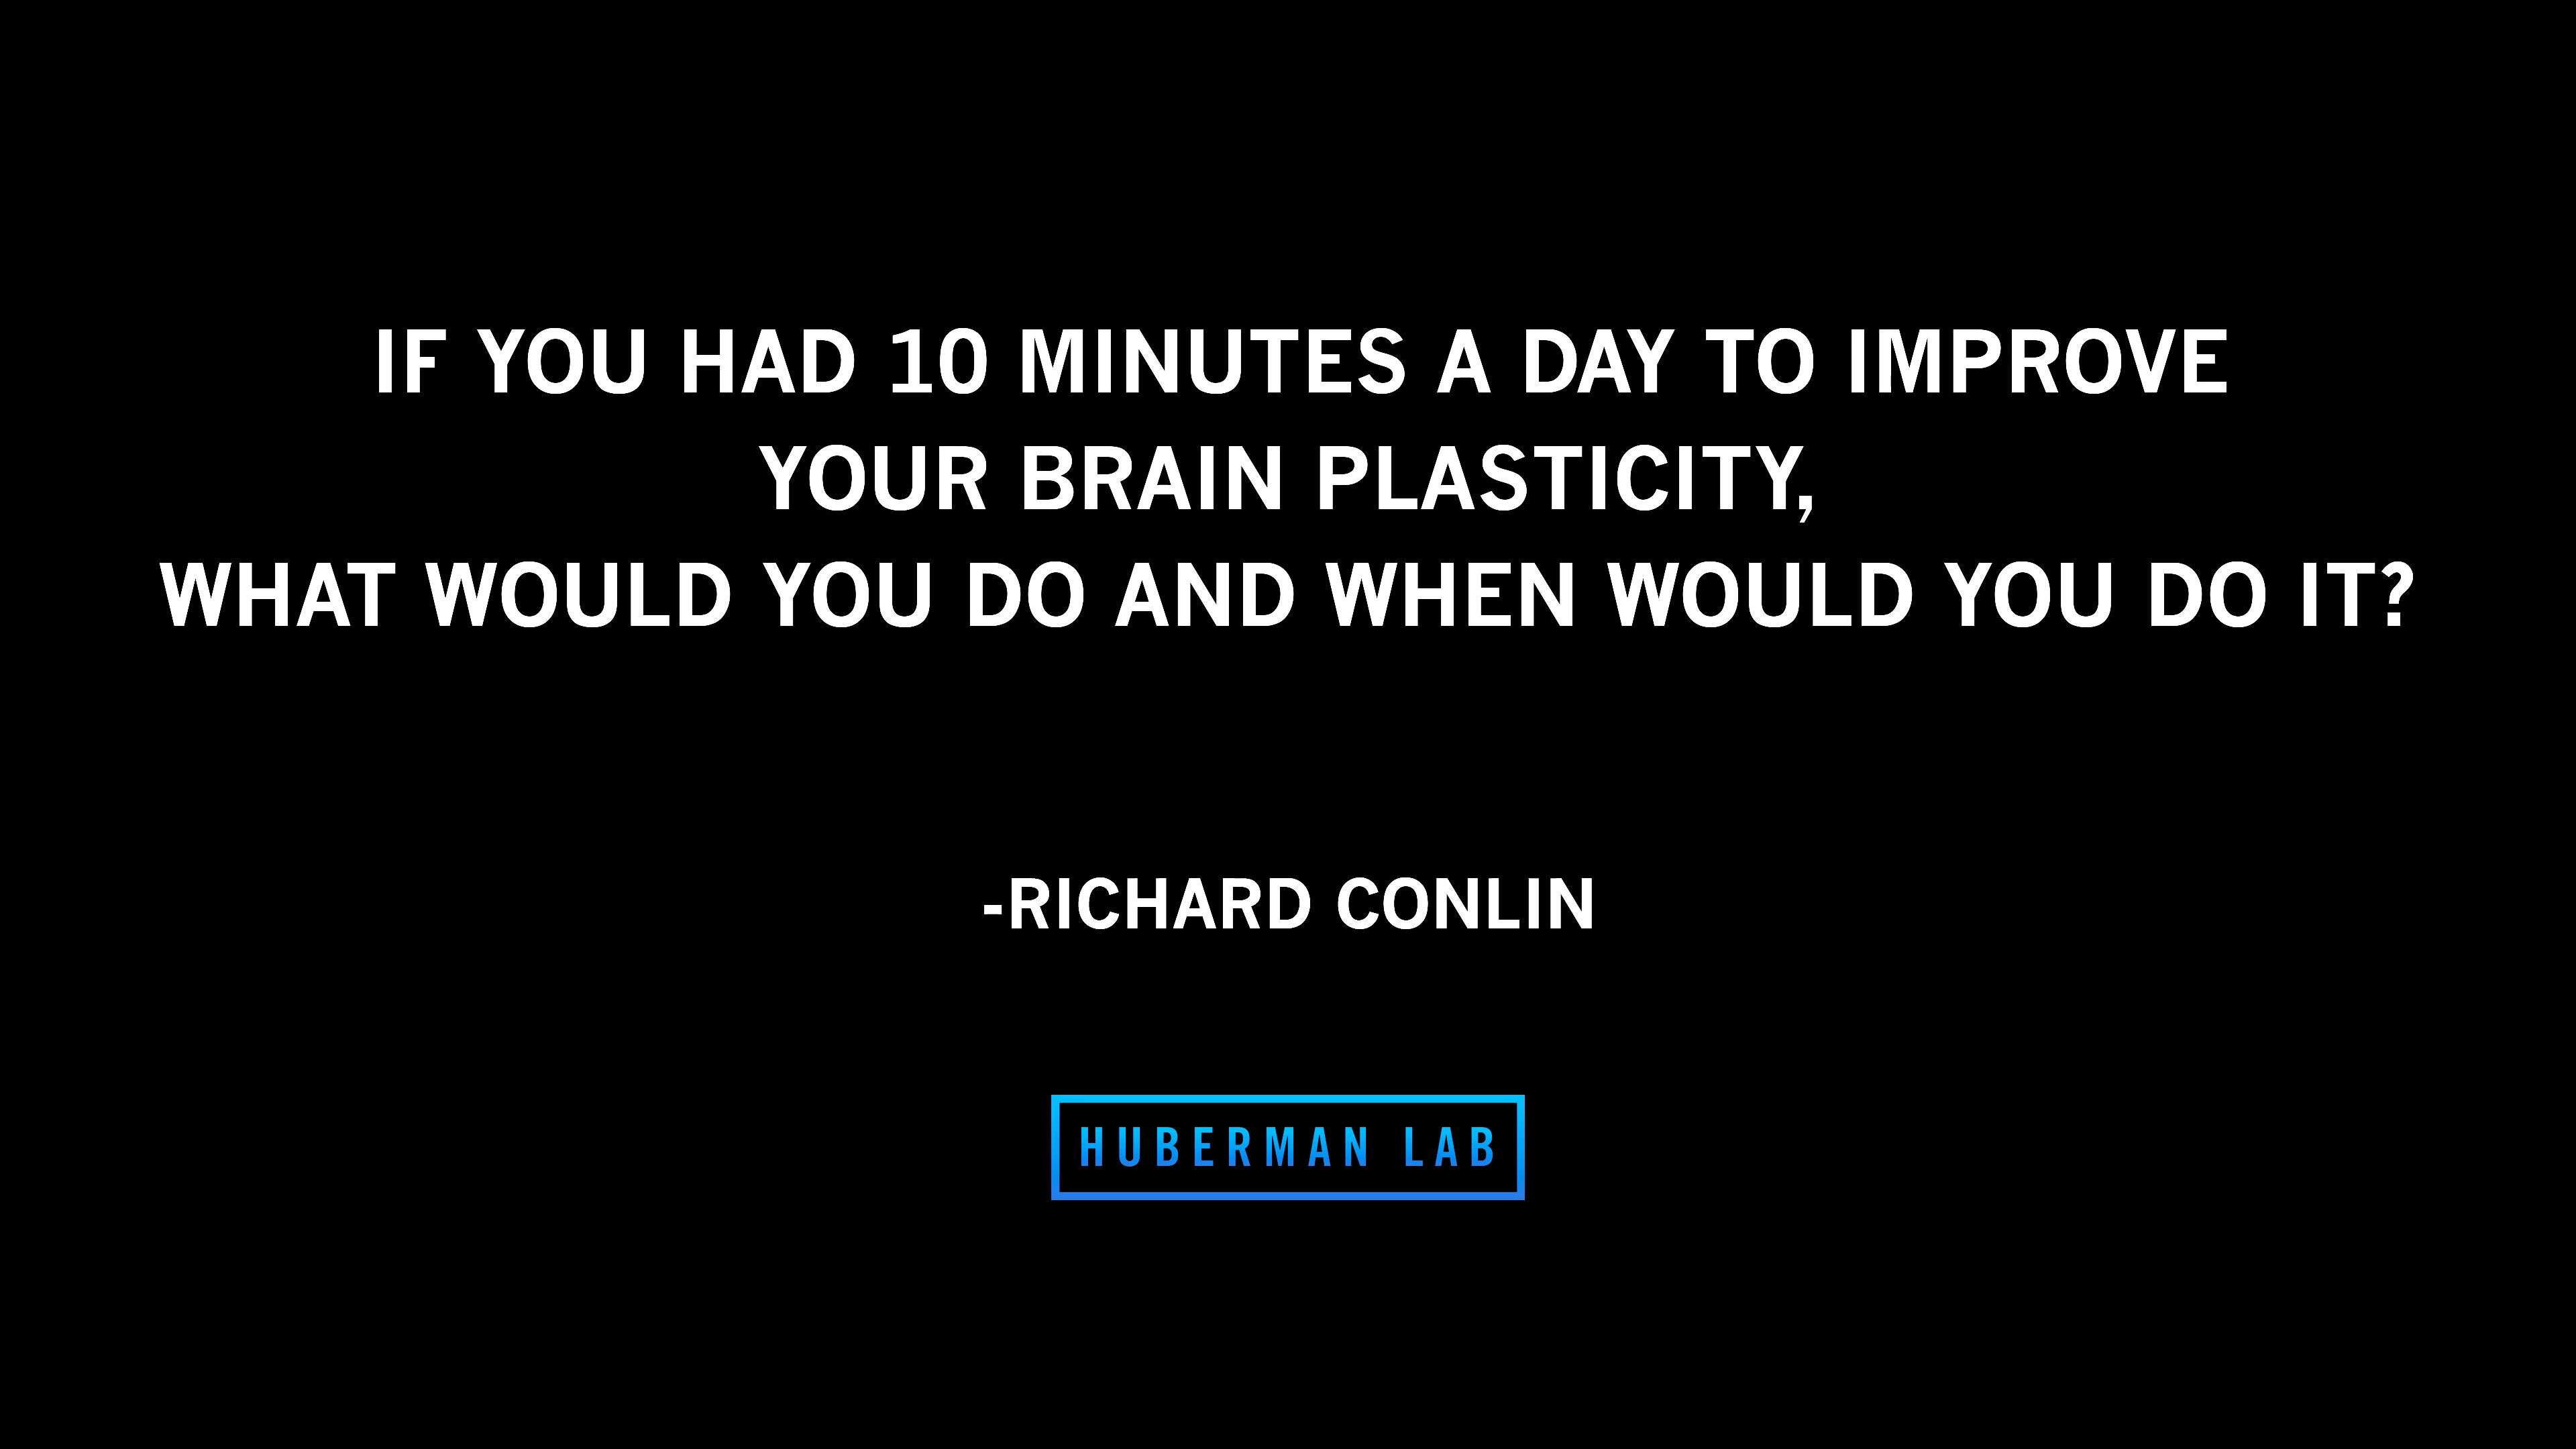 IF YOU HAD 10 MINUTES A DAY TO IMPROVE
YOUR BRAIN PLASTICITY,
WHAT WOULD YOU DO AND WHEN WOULD YOU DO IT?
-RICHARD CONLIN
HUBERMAN LAB